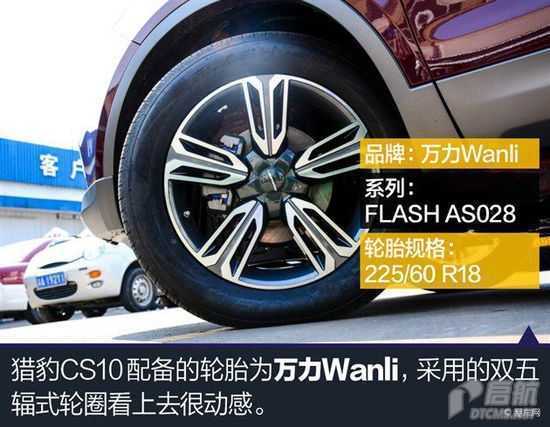 客户
品牌：万力Wanli
系列：
FLASH AS028
轮胎规格：
225/60 R18
猎豹CS10配备的轮胎为万力Wanli，采用的双五
辐式轮圈看上去很动感。
启航
DTCMS.NET